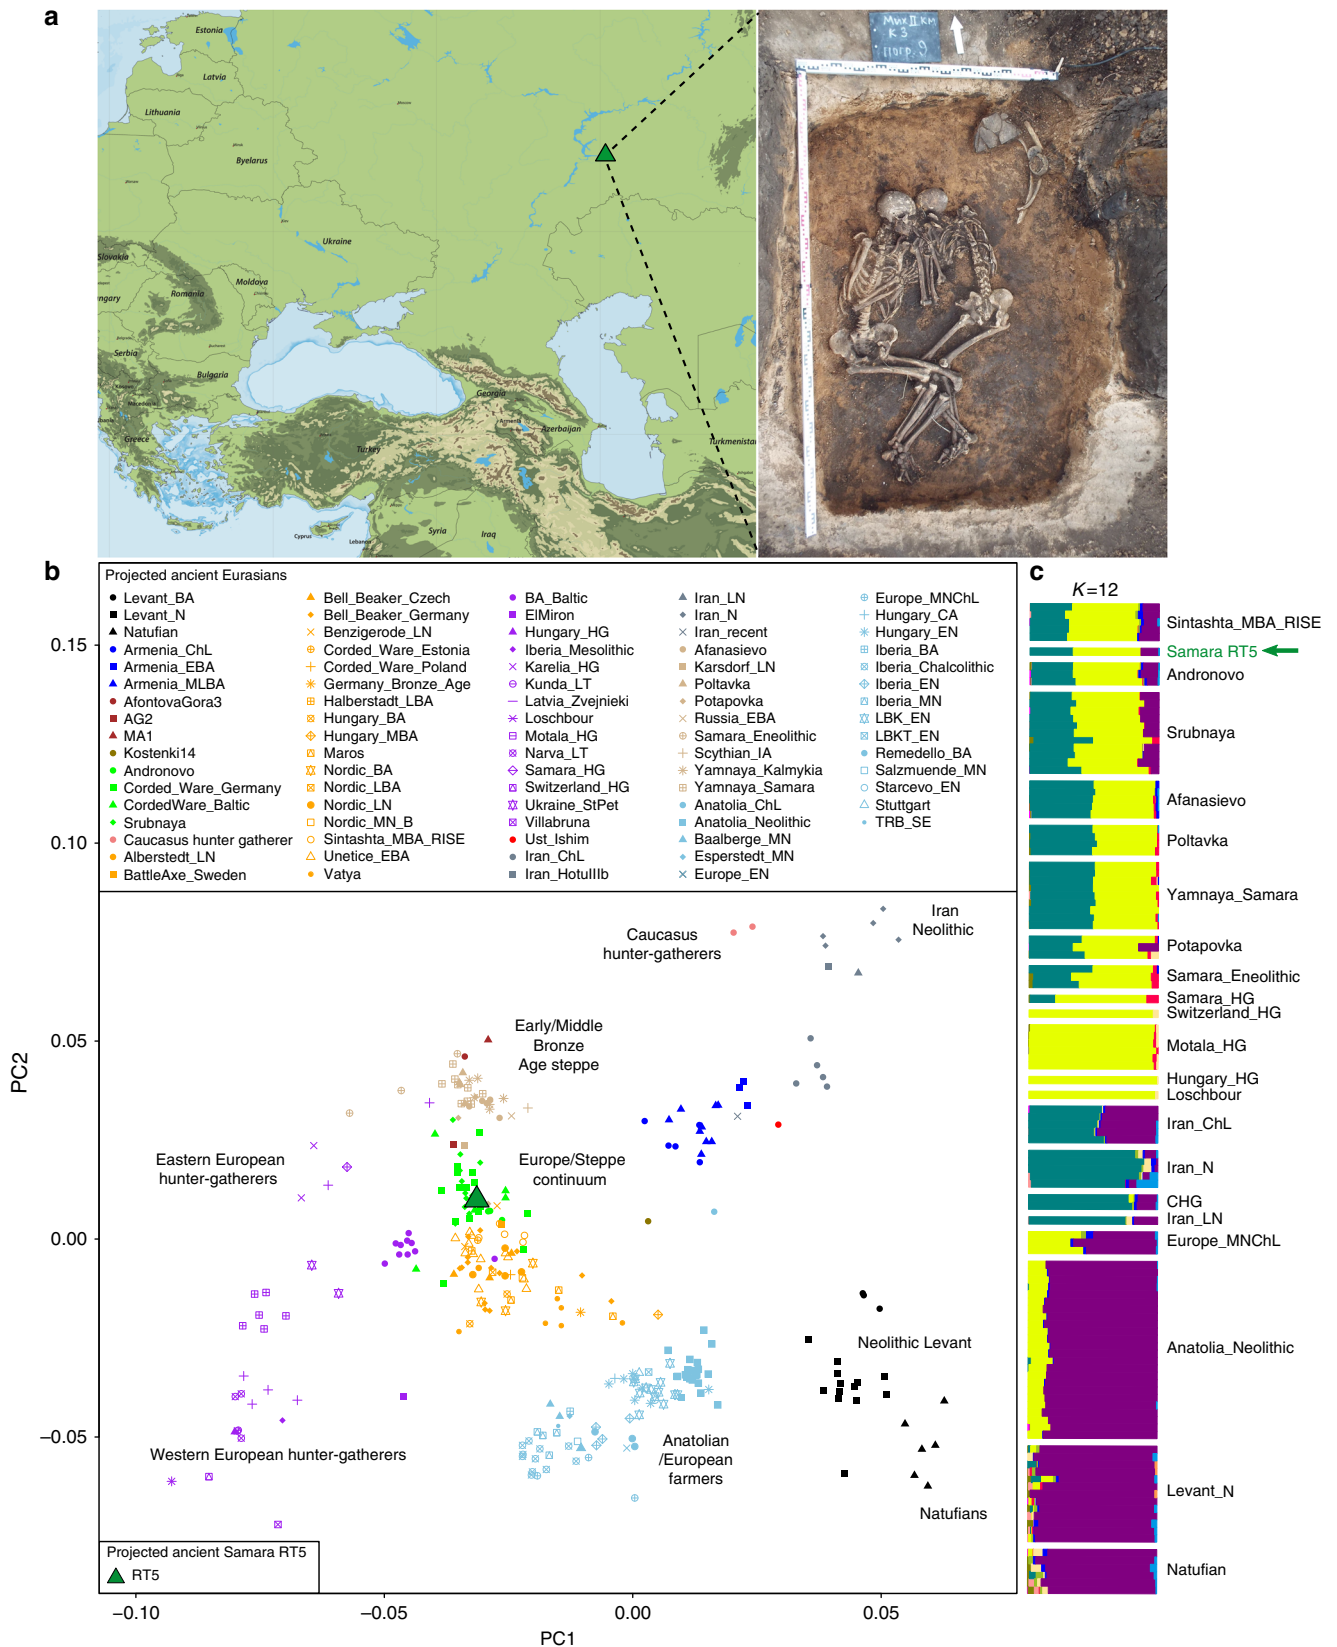 a
Estonia
Latvia
Lithuania
Byelarus
Ukraine
Slovakia
Moldova
ngary
Romania
Serbia
Bulgaria
Macedonia
Greece
Georgia
Armenia
Azerbaijan
Turkey
Turkmenista
Syria
Iraq
Cyprus
Lebanon
Мих II км
К 3
погр. 9
b
Projected ancient Eurasians
Levant_BA
Levant_N
Natufian
Armenia_ChL
Armenia_EBA
Armenia_MLBA
AfontovaGora3
AG2
MA1
Kostenki14
Andronovo
Corded_Ware_Germany
CordedWare_Baltic
Srubnaya
Caucasus hunter gatherer
Alberstedt_LN
BattleAxe_Sweden
Bell_Beaker_Czech
Bell_Beaker_Germany
Benzigerode_LN
Corded_Ware_Estonia
Corded_Ware_Poland
Germany_Bronze_Age
Halberstadt_LBA
Hungary_BA
Hungary_MBA
Maros
Nordic_BA
Nordic_LBA
Nordic_LN
Nordic_MN_B
Sintashta_MBA_RISE
Unetice_EBA
Vatya
BA_Baltic
ElMiron
Hungary_HG
Iberia_Mesolithic
Karelia_HG
Kunda_LT
Latvia_Zvejnieki
Loschbour
Motala_HG
Narva_LT
Samara_HG
Switzerland_HG
Ukraine_StPet
Villabruna
Ust_Ishim
Iran_ChL
Iran_HotuIIIb
Iran_LN
Iran_N
Iran_recent
Afanasievo
Karsdorf_LN
Poltavka
Potapovka
Russia_EBA
Samara_Eneolithic
Scythian_IA
Yamnaya_Kalmykia
Yamnaya_Samara
Anatolia_ChL
Anatolia_Neolithic
Baalberge_MN
Esperstedt_MN
Europe_EN
Europe_MNChL
Hungary_CA
Hungary_EN
Iberia_BA
Iberia_Chalcolithic
Iberia_EN
Iberia_MN
LBK_EN
LBKT_EN
Remedello_BA
Salzmuende_MN
Starcevo_EN
Stuttgart
TRB_SE
0.15
0.10
0.05
0.00
−0.05
PC2
Iran
Neolithic
Caucasus
hunter-gatherers
Early/Middle
Bronze
Age steppe
Eastern European
hunter-gatherers
Europe/Steppe
continuum
Neolithic Levant
Western European hunter-gatherers
Anatolian
/European
farmers
Natufians
Projected ancient Samara RT5
RT5
−0.10
−0.05
0.00
0.05
PC1
c
K=12
Sintashta_MBA_RISE
Samara RT5
Andronovo
Srubnaya
Afanasievo
Poltavka
Yamnaya_Samara
Potapovka
Samara_Eneolithic
Samara_HG
Switzerland_HG
Motala_HG
Hungary_HG
Loschbour
Iran_ChL
Iran_N
CHG
Iran_LN
Europe_MNChL
Anatolia_Neolithic
Levant_N
Natufian